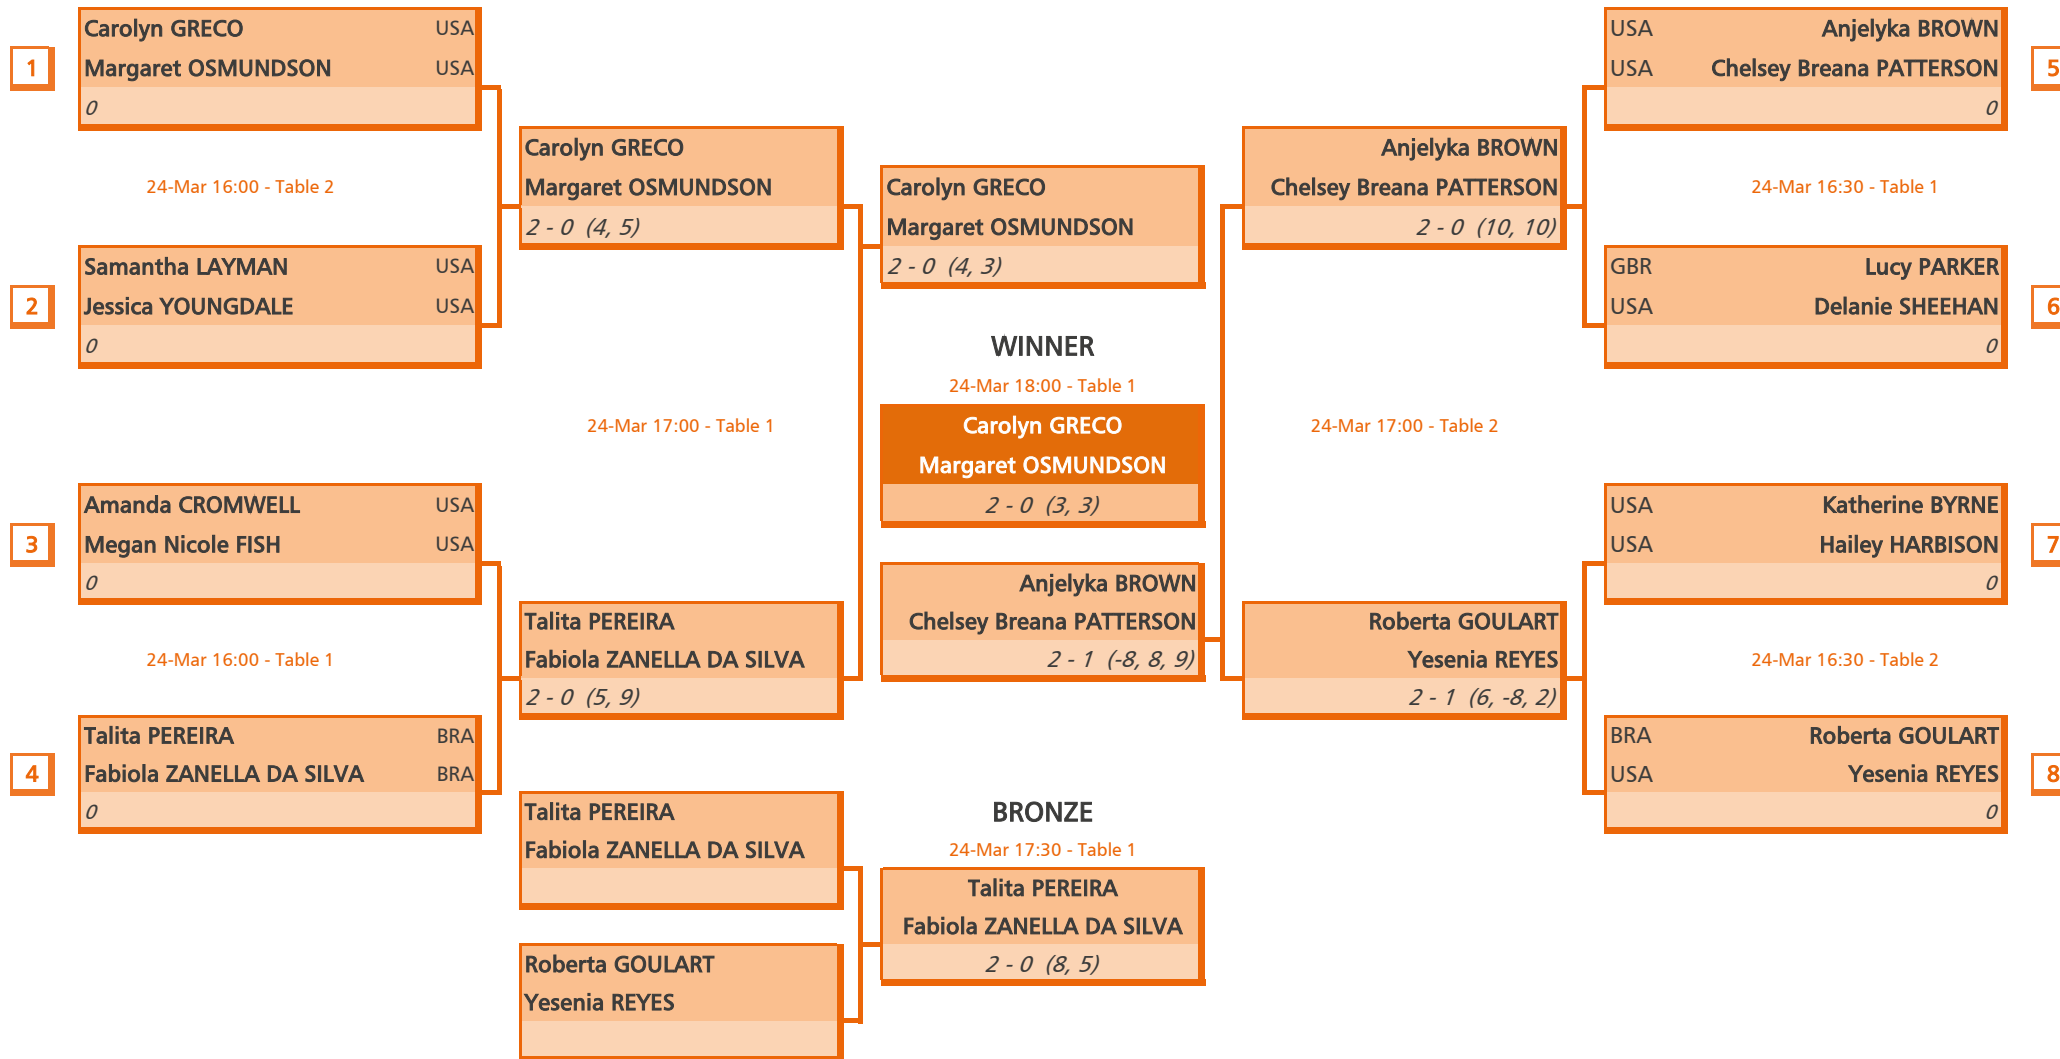 1
Carolyn GRECO USA
Margaret OSMUNDSON USA
0
24-Mar 16:00 - Table 2
2
Samantha LAYMAN USA
Jessica YOUNGDALE USA
0
3
Amanda CROMWELL USA
Megan Nicole FISH USA
0
24-Mar 16:00 - Table 1
4
Talita PEREIRA BRA
Fabiola ZANELLA DA SILVA BRA
0
Carolyn GRECO
Margaret OSMUNDSON
2 - 0 (4, 5)
24-Mar 17:00 - Table 1
Talita PEREIRA
Fabiola ZANELLA DA SILVA
2 - 0 (5, 9)
Talita PEREIRA
Fabiola ZANELLA DA SILVA
Roberta GOULART
Yesenia REYES
Carolyn GRECO
Margaret OSMUNDSON
2 - 0 (4, 3)
WINNER
24-Mar 18:00 - Table 1
Carolyn GRECO
Margaret OSMUNDSON
2 - 0 (3, 3)
Anjelyka BROWN
Chelsey Breana PATTERSON
2 - 1 (-8, 8, 9)
BRONZE
24-Mar 17:30 - Table 1
Talita PEREIRA
Fabiola ZANELLA DA SILVA
2 - 0 (8, 5)
Anjelyka BROWN
Chelsey Breana PATTERSON
2 - 0 (10, 10)
24-Mar 17:00 - Table 2
Roberta GOULART
Yesenia REYES
2 - 1 (6, -8, 2)
USA Anjelyka BROWN
USA Chelsey Breana PATTERSON
0
5
24-Mar 16:30 - Table 1
GBR Lucy PARKER
USA Delanie SHEEHAN
0
6
USA Katherine BYRNE
USA Hailey HARBISON
0
7
24-Mar 16:30 - Table 2
BRA Roberta GOULART
USA Yesenia REYES
0
8